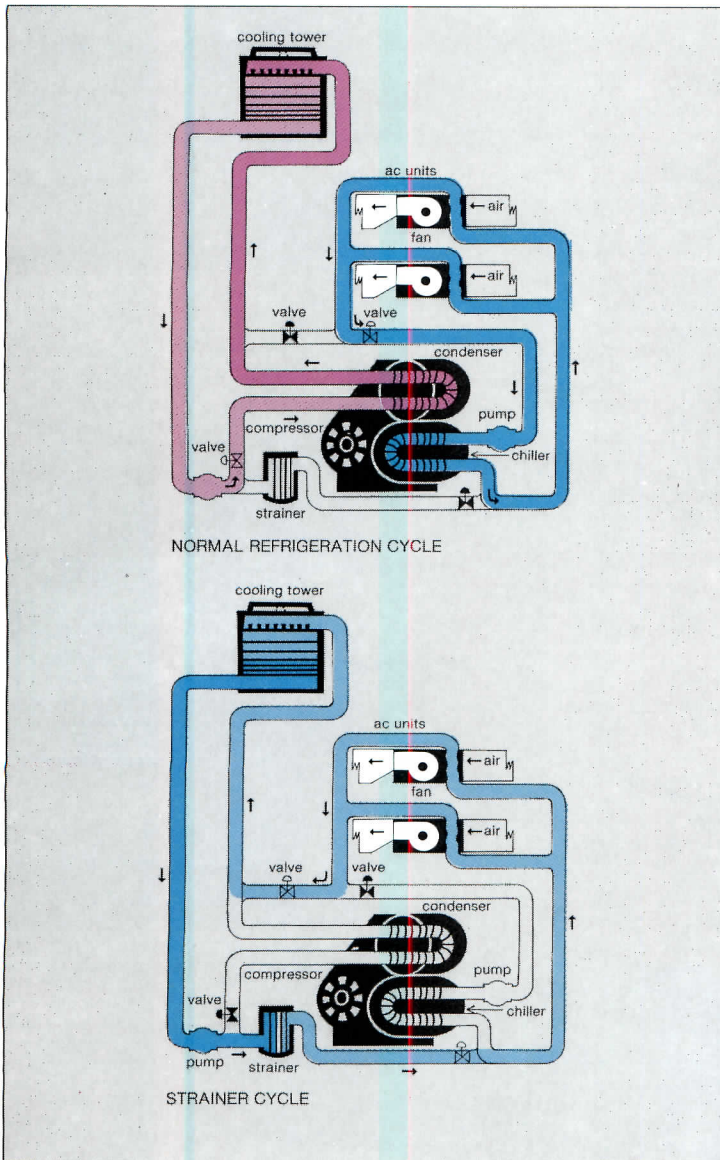 cooling tower
ac units
←air
fan
←air
valve
valve
condenser
pump
compressor
valve
chiller
strainer
NORMAL REFRIGERATION CYCLE
cooling tower
ac units
←air
fan
←air
valve
valve
condenser
pump
compressor
valve
chiller
pump
strainer
STRAINER CYCLE